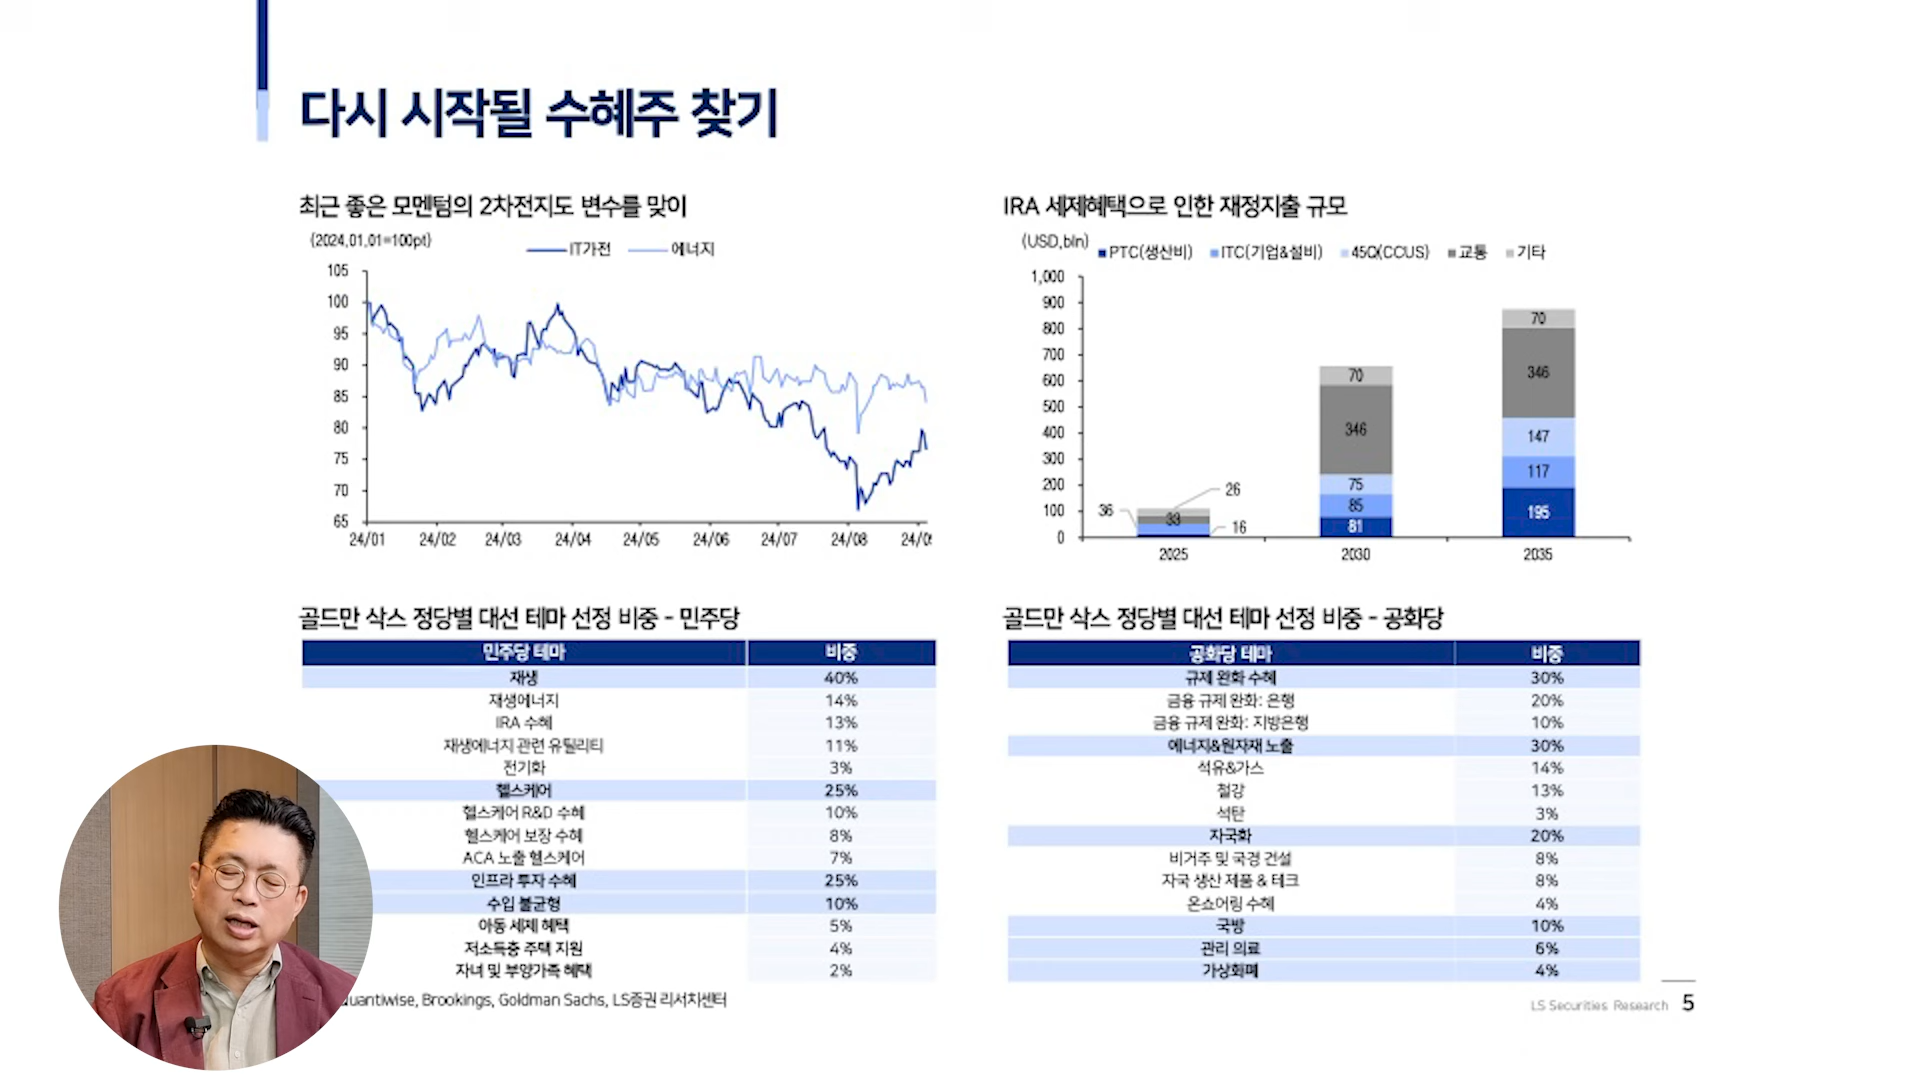 다시 시작될 수혜주 찾기
최근 좋은 모멘텀의 2차전지도 변수를 맞이
(2024.01.01=100pt)
IT가전
에너지
105
100
95
90
85
80
75
70
65
24/01
24/02
24/03
24/04
24/05
24/06
24/07
24/08
IRA 세제혜택으로 인한 재정지출 규모
(USD,bln)
PTC(생산비)
ITC(기업&설비)
45Q(CCUS)
교통
기타
1,000
900
800
700
600
500
400
300
200
100
0
36
33
26
16
70
346
75
85
81
70
346
147
117
195
2025
2030
2035
골드만 삭스 정당별 대선 테마 선정 비중 - 민주당
민주당 테마 비중
재생 40%
재생에너지 14%
IRA 수혜 13%
재생에너지 관련 유틸리티 11%
전기화 3%
헬스케어 25%
헬스케어 R&D 수혜 10%
헬스케어 보장 수혜 8%
ACA 노출 헬스케어 7%
인프라 투자 수혜 25%
수입 불균형 10%
아동 세제 혜택 5%
저소득층 주택 지원 4%
자녀 및 부양가족 혜택 2%
골드만 삭스 정당별 대선 테마 선정 비중 - 공화당
공화당 테마 비중
규제 완화 수혜 30%
금융 규제 완화: 은행 20%
금융 규제 완화: 지방은행 10%
에너지&원자재 노출 30%
석유&가스 14%
철강 13%
석탄 3%
자국화 20%
비거주 및 국경 건설 8%
자국 생산 제품 & 테크 8%
온쇼어링 수혜 4%
국방 10%
관리 의료 6%
가상화폐 4%
uantiwise, Brookings, Goldman Sachs, LS증권 리서치센터
LS Securities Research 5